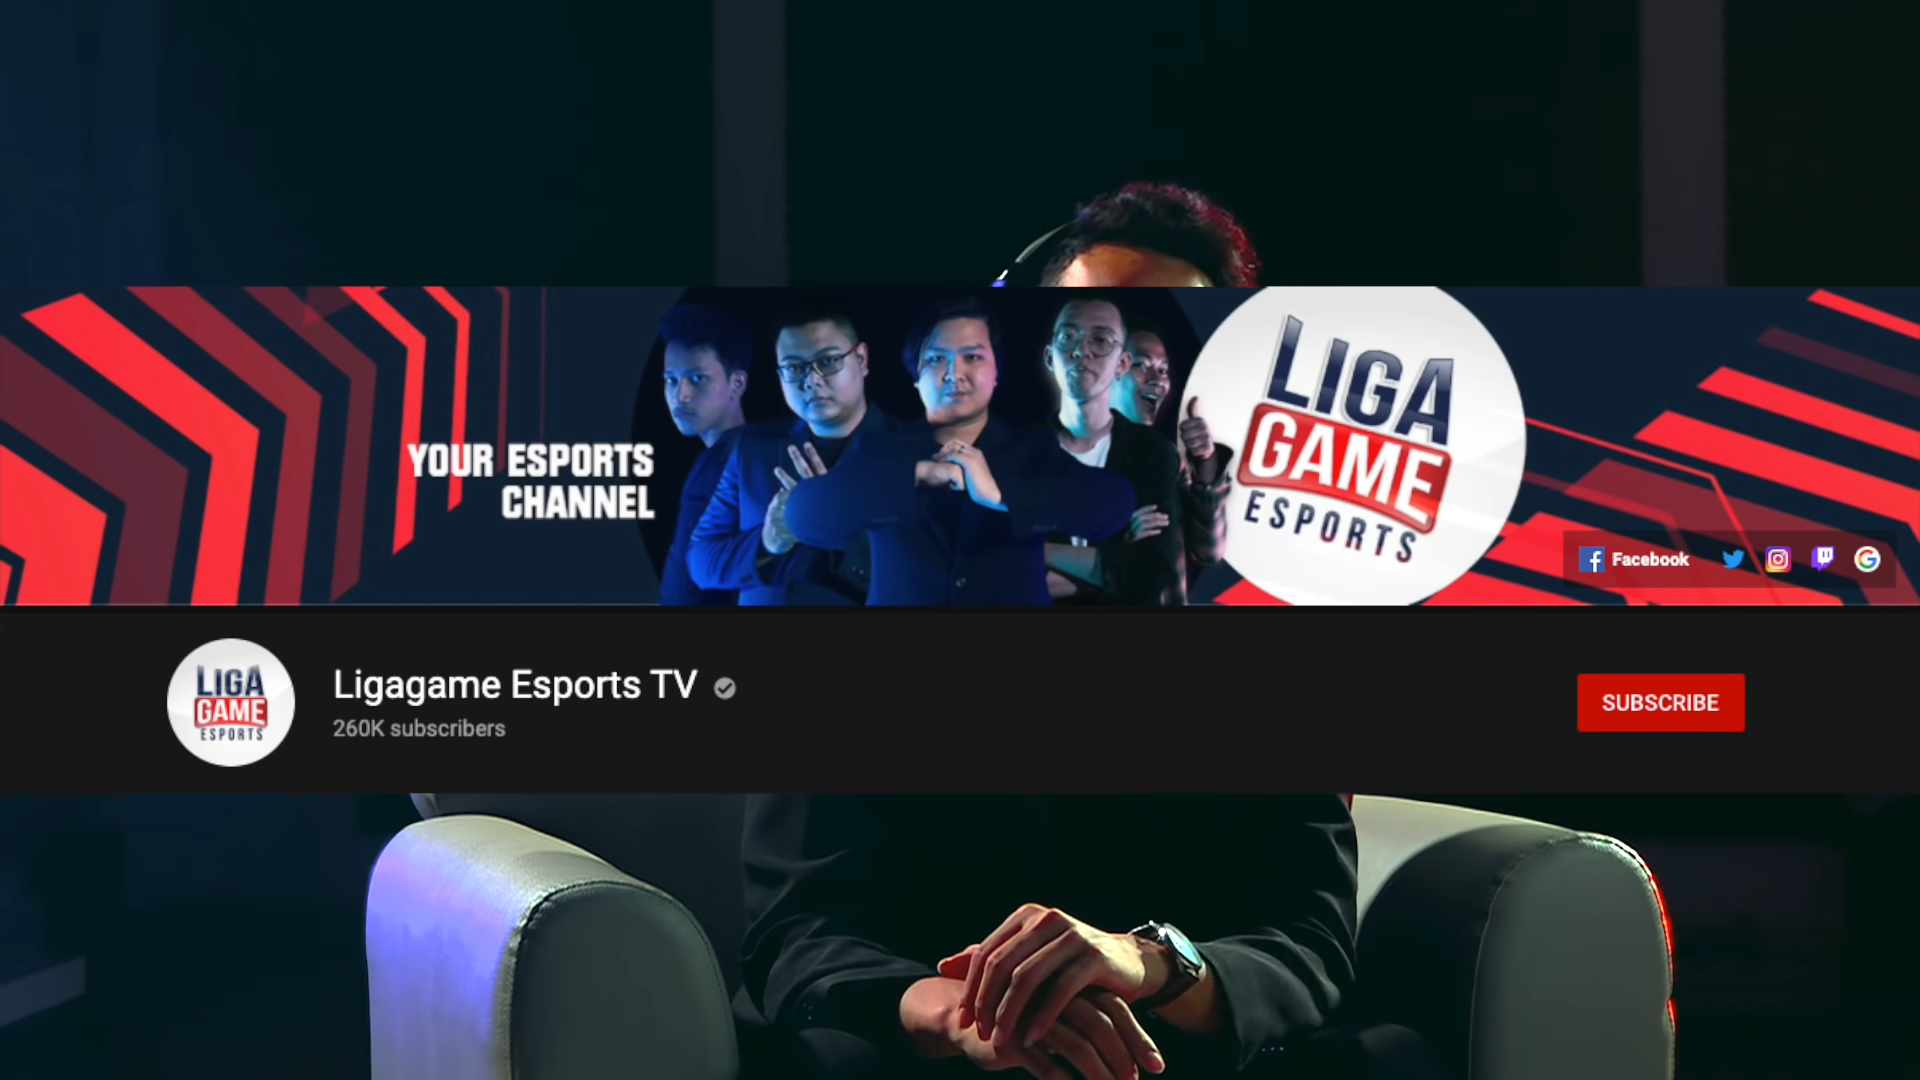 YOUR ESPORTS
CHANNEL
LIGA
GAME
ESPORTS
Facebook
LIGA
GAME
ESPORTS
Ligagame Esports TV
260K subscribers
SUBSCRIBE